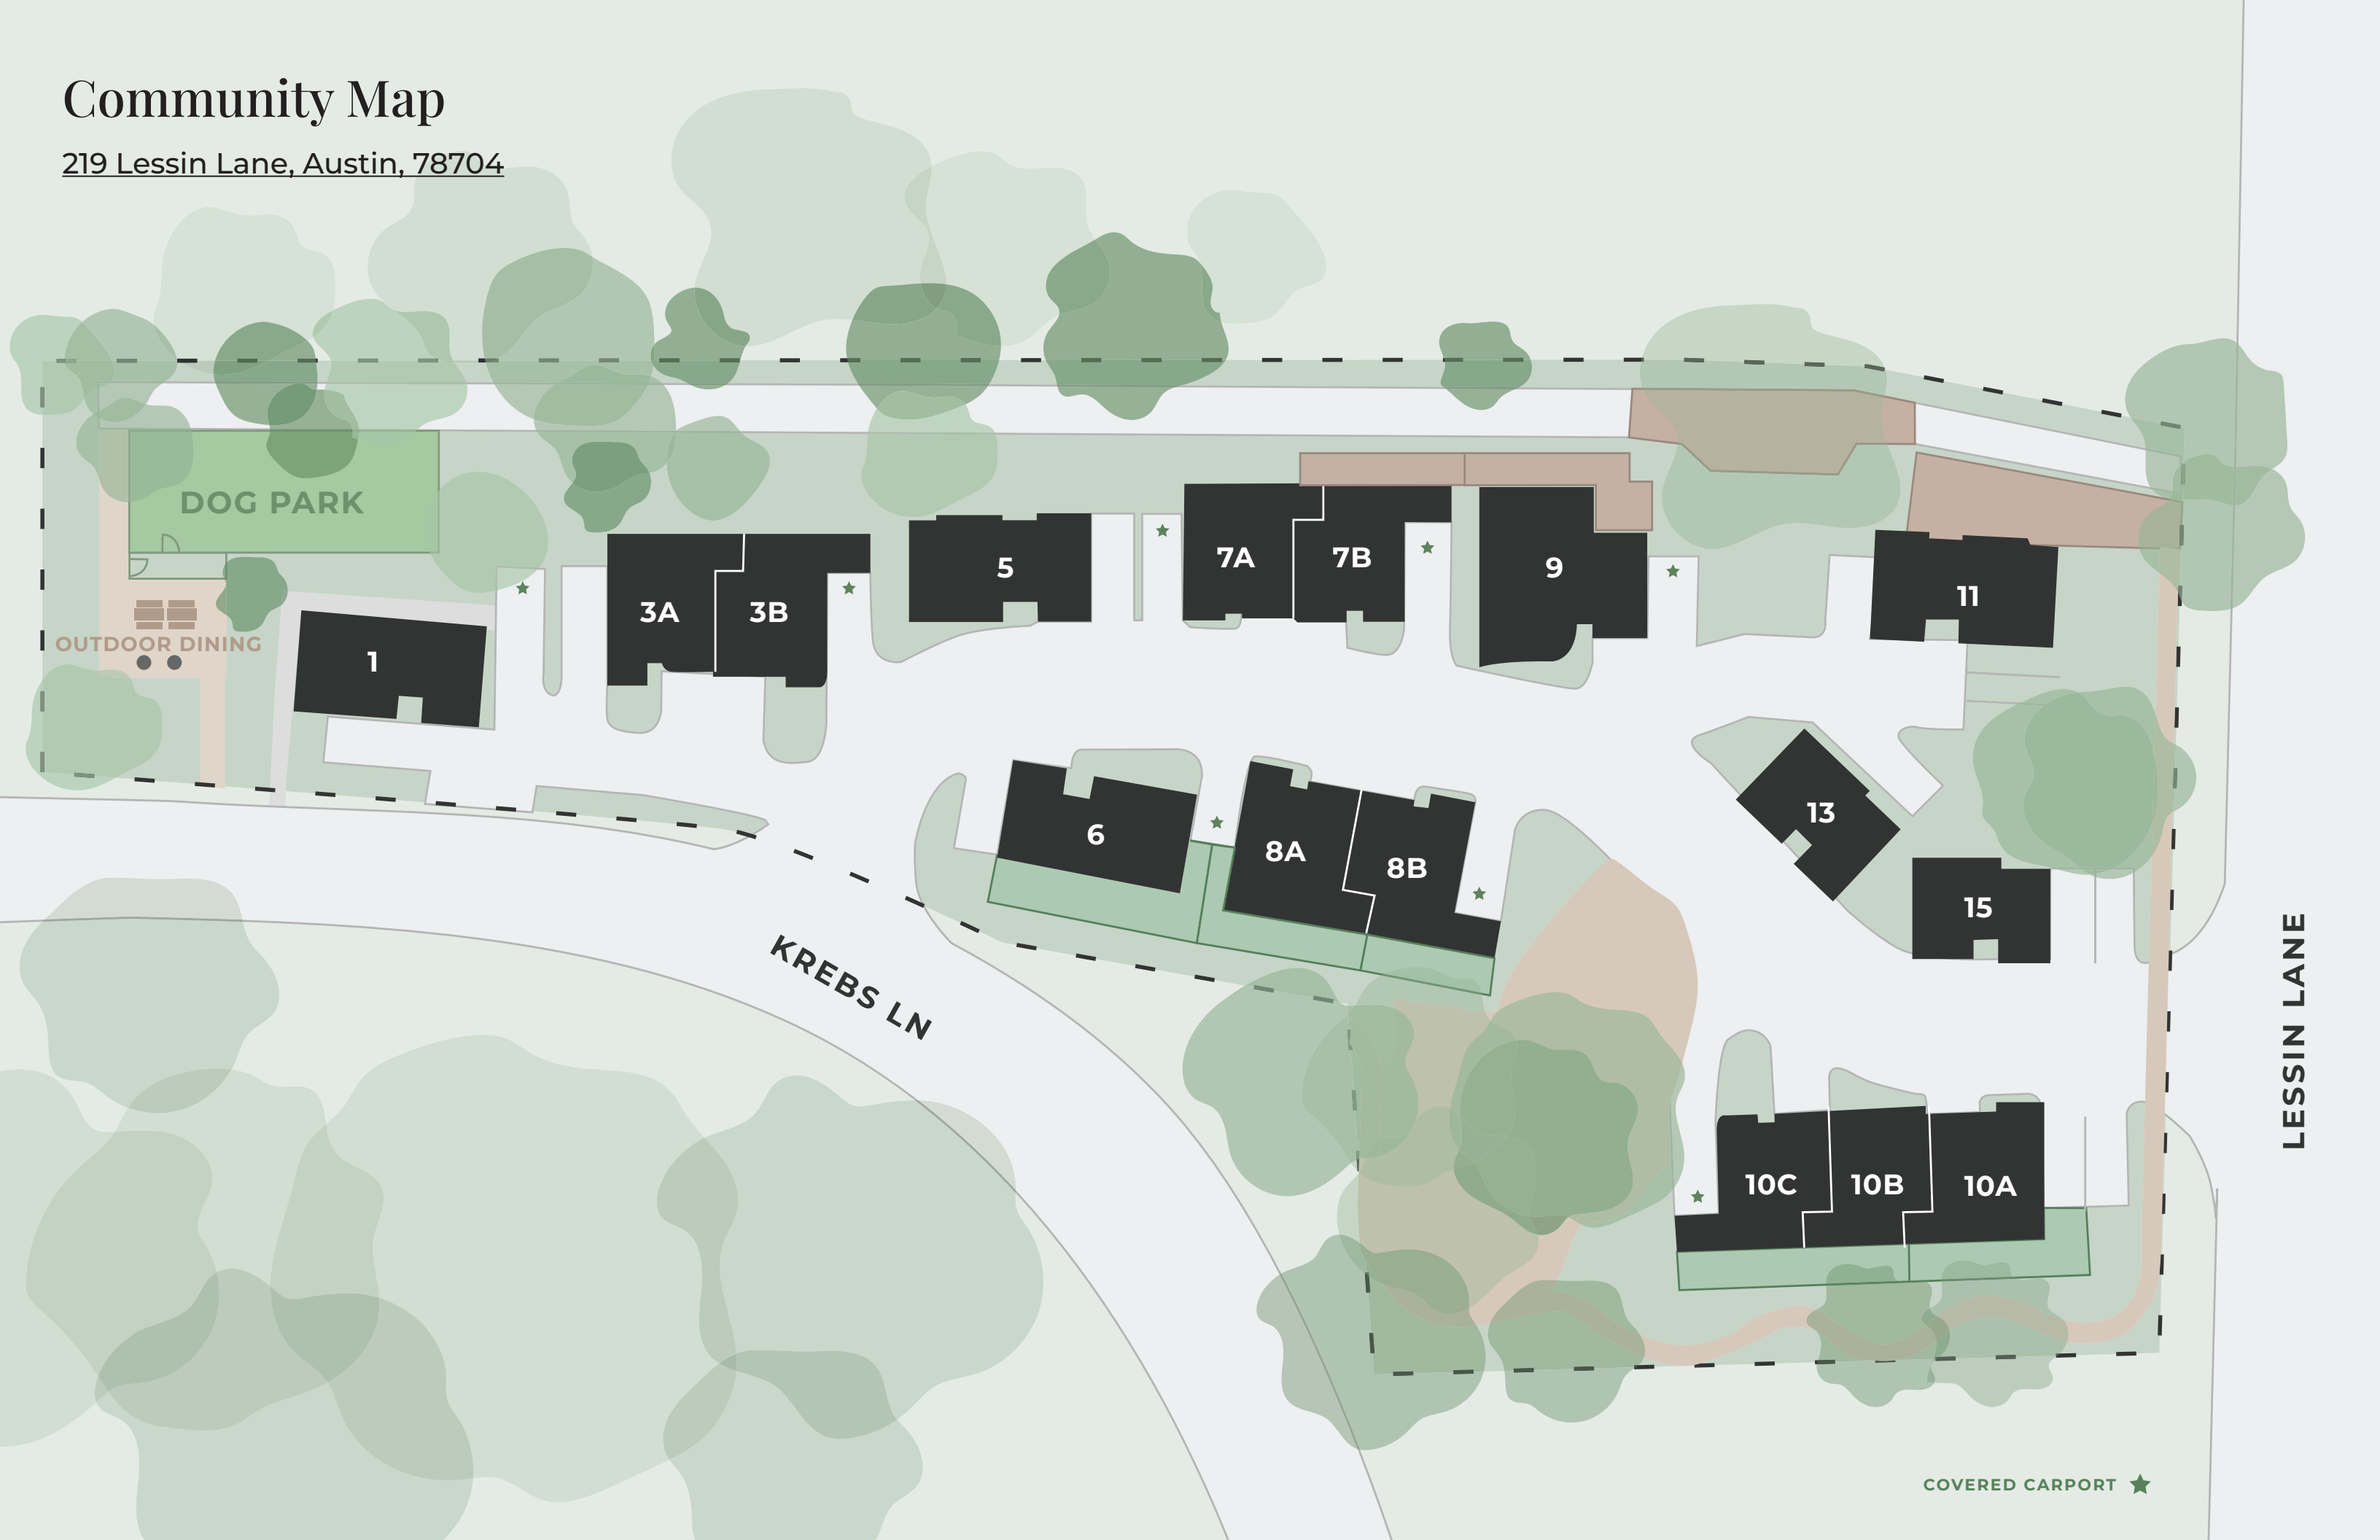 Community Map
219 Lessin Lane, Austin, 78704
DOG PARK
OUTDOOR DINING
1
3A
3B
5
7A
7B
9
11
6
8A
8B
13
15
10C
10B
10A
KREBS LN
LESSIN LANE
COVERED CARPORT